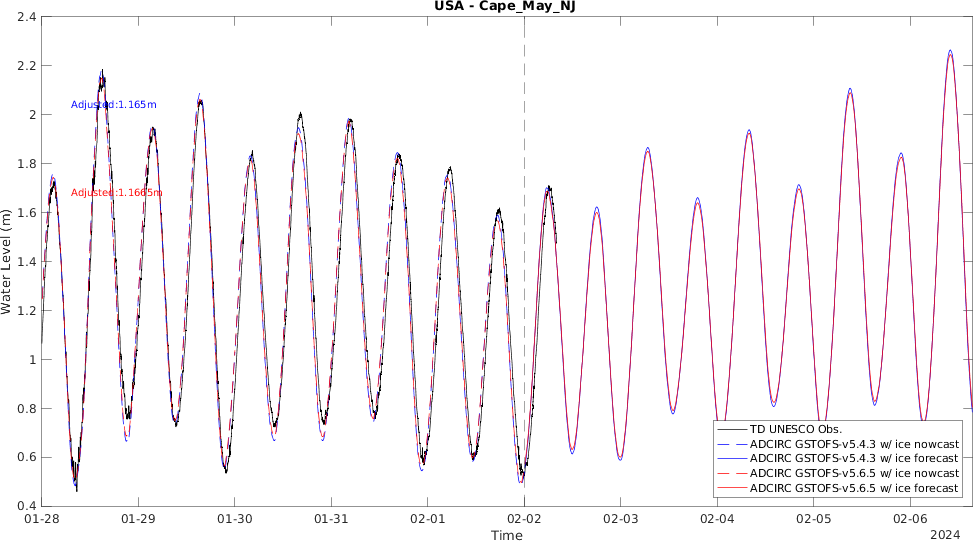 USA - Cape_May_NJ
2.4
2.2
2
1.8
1.6
1.4
1.2
1
0.8
0.6
0.4
Water Level (m)
Adjusted:1.165m
Adjusted:1.1665m
TD UNESCO Obs.
ADCIRC GSTOFS-v5.4.3 w/ ice nowcast
ADCIRC GSTOFS-v5.4.3 w/ ice forecast
ADCIRC GSTOFS-v5.6.5 w/ ice nowcast
ADCIRC GSTOFS-v5.6.5 w/ ice forecast
01-28 01-29 01-30 01-31 02-01 02-02 02-03 02-04 02-05 02-06
Time
2024